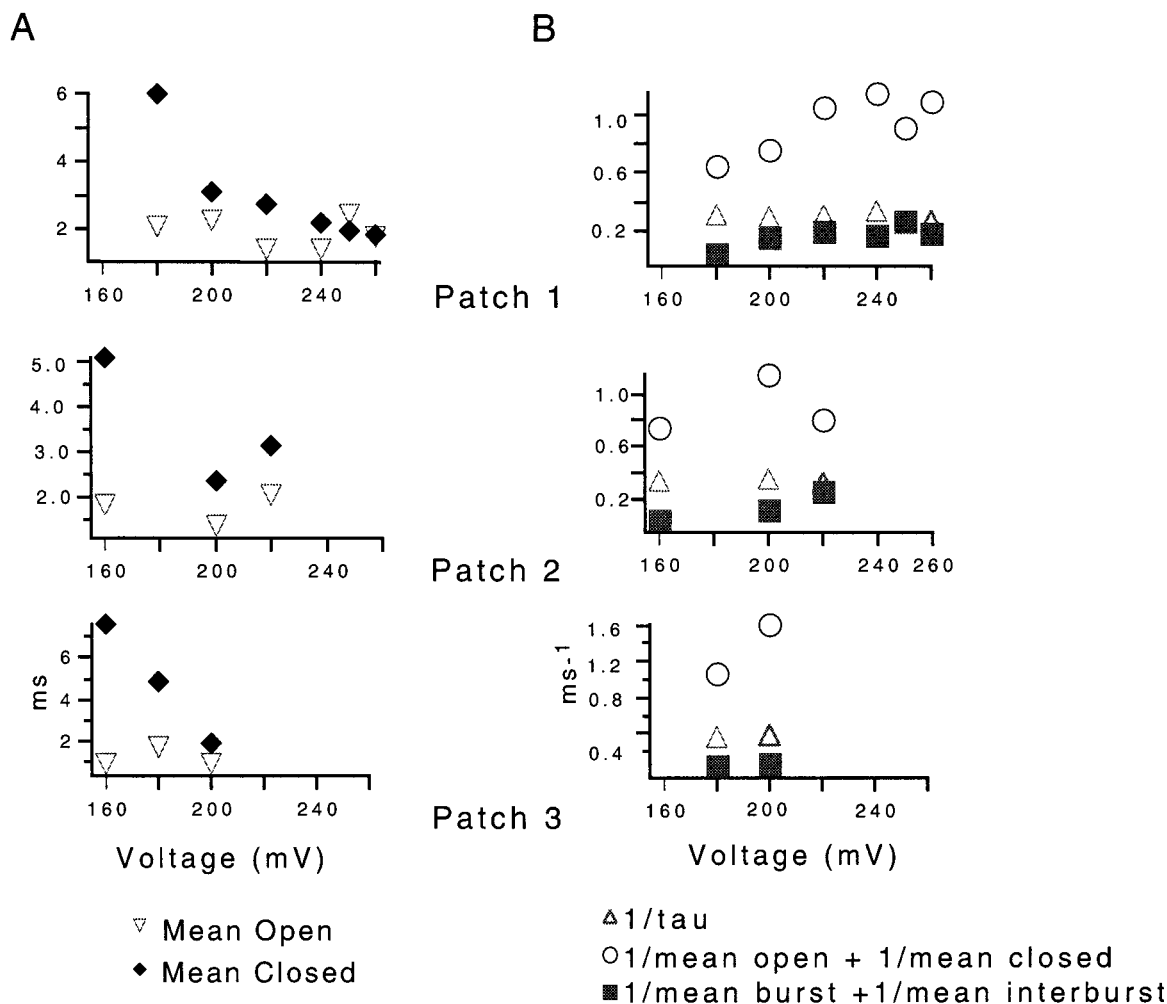 A
B
6
4
2
160
200
240
1.0
0.6
0.2
160
200
240
Patch 1
5.0
4.0
3.0
2.0
160
200
240
1.0
0.6
0.2
160
200
240
260
Patch 2
ms
6
4
2
160
200
240
ms-1
1.6
1.2
0.8
0.4
160
200
240
Patch 3
Voltage (mV)
Voltage (mV)
Mean Open
Mean Closed
1/tau
1/mean open + 1/mean closed
1/mean burst +1/mean interburst